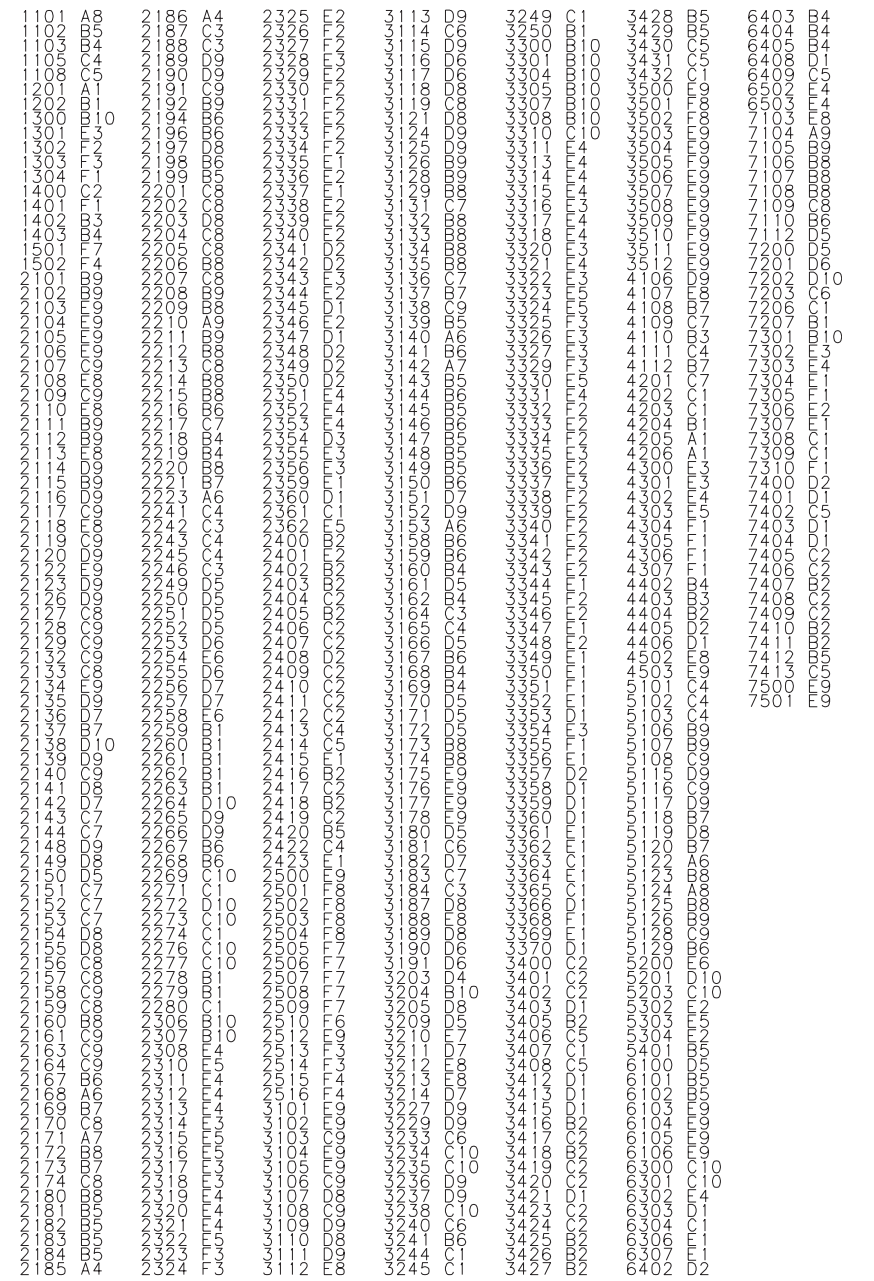 1101 A8
1102 B5
1103 B4
1105 C4
1108 C5
1201 A1
1202 B1
1300 B10
1301 E3
1302 F2
1303 F3
1304 F1
1400 C2
1401 F1
1402 B3
1403 B4
1501 F7
1502 F4
2101 B9
2102 B9
2103 E9
2104 E9
2105 E9
2106 E9
2107 C9
2108 E8
2109 C9
2110 E8
2111 B9
2112 B9
2113 E8
2114 D9
2115 B9
2116 D9
2117 C9
2118 E8
2119 C9
2120 D9
2122 E9
2123 D9
2126 D9
2127 C8
2128 C9
2129 C9
2132 C9
2133 C8
2134 E9
2135 D9
2136 D7
2137 B7
2138 D10
2139 D9
2140 C9
2141 D8
2142 D7
2143 C7
2144 C7
2148 D9
2149 D8
2150 D5
2151 C7
2152 C7
2153 C7
2154 D8
2155 D8
2156 C8
2157 C8
2158 C9
2159 C8
2160 B8
2161 C9
2163 C9
2164 C9
2167 B6
2168 A6
2169 B7
2170 C8
2171 A7
2172 B8
2173 B7
2174 C8
2180 B8
2181 B5
2182 B5
2183 B5
2184 B5
2185 A4
2186 A4
2187 C3
2188 C3
2189 D9
2190 D9
2191 C9
2192 B9
2194 B6
2196 B6
2197 D8
2198 B6
2199 B5
2201 C8
2202 C8
2203 D8
2204 C8
2205 C8
2206 B8
2207 C8
2208 B9
2209 B8
2210 A9
2211 B9
2212 B8
2213 C8
2214 B8
2215 B8
2216 B6
2217 C7
2218 B4
2219 B4
2220 B8
2221 B7
2223 A6
2241 C4
2242 C3
2243 C4
2245 C4
2246 C3
2249 D5
2250 D5
2251 D5
2252 D5
2253 D6
2254 E6
2255 D6
2256 D7
2257 D7
2258 E6
2259 B1
2260 B1
2261 B1
2262 B1
2263 B1
2264 D10
2265 D9
2266 D9
2267 B6
2268 B6
2269 C10
2271 C1
2272 D10
2273 C10
2274 C1
2276 C10
2277 C10
2278 B1
2279 B1
2280 C1
2306 B10
2307 B10
2308 E4
2310 E5
2311 E4
2312 E4
2313 E4
2314 E3
2315 E5
2316 E5
2317 E3
2318 E3
2319 E4
2320 E4
2321 E4
2322 E5
2323 F3
2324 F3
2325 E2
2326 F2
2327 F2
2328 E3
2329 E2
2330 F2
2331 F2
2332 E2
2333 F2
2334 F2
2335 E1
2336 E2
2337 E1
2338 E2
2339 E2
2340 E2
2341 D2
2342 D2
2343 E3
2344 E2
2345 D1
2346 E2
2347 D1
2348 D2
2349 D2
2350 D2
2351 E4
2352 E4
2353 E4
2354 D3
2355 E3
2356 E3
2359 E1
2360 D1
2361 C1
2362 E5
2400 B2
2401 E2
2402 B2
2403 B2
2404 C2
2405 B2
2406 C2
2407 C2
2408 D2
2409 C2
2410 C2
2411 C2
2412 C2
2413 C4
2414 C5
2415 E1
2416 B2
2417 C2
2418 B2
2419 C2
2420 B5
2422 C4
2423 E1
2500 E9
2501 F8
2502 F8
2503 F8
2504 F8
2505 F7
2506 F7
2507 F7
2508 F7
2509 F7
2510 F6
2512 E9
2513 F3
2514 F3
2515 F4
2516 F4
3101 E9
3102 E9
3103 C9
3104 E9
3105 E9
3106 C9
3107 D8
3108 C9
3109 D9
3110 D8
3111 D9
3112 E8
3113 D9
3114 C6
3115 D9
3116 D6
3117 D6
3118 D8
3119 C8
3121 D8
3124 D9
3125 D9
3126 B9
3128 B9
3129 B8
3131 C7
3132 B8
3133 B8
3134 B8
3135 B8
3136 C7
3137 B7
3138 C9
3139 B5
3140 A6
3141 B6
3142 A7
3143 B5
3144 B6
3145 B5
3146 B6
3147 B5
3148 B5
3149 B5
3150 B6
3151 D7
3152 D9
3153 A6
3158 B6
3159 B6
3160 B4
3161 D5
3162 B4
3164 C3
3165 C4
3166 D5
3167 B6
3168 B4
3169 B4
3170 D5
3171 D5
3172 D5
3173 B8
3174 B8
3175 E9
3176 E9
3177 E9
3178 E9
3180 D5
3181 C6
3182 D7
3183 C7
3184 C3
3187 D8
3188 E8
3189 D8
3190 D6
3191 D6
3203 D4
3204 B10
3205 D8
3209 D5
3210 E7
3211 D7
3212 E8
3213 E8
3214 D7
3227 D9
3229 D9
3233 C6
3234 C10
3235 C10
3236 D9
3237 D9
3238 C10
3240 C6
3241 B6
3244 C1
3245 C1
3249 C1
3250 B1
3300 B10
3301 B10
3304 B10
3305 B10
3307 B10
3308 B10
3310 C10
3311 E4
3313 E4
3314 E4
3315 E4
3316 E3
3317 E4
3318 E4
3320 E3
3321 E4
3322 E3
3323 E5
3324 E5
3325 F3
3326 E3
3327 E3
3329 F3
3330 E5
3331 E4
3332 F2
3333 E2
3334 F2
3335 E3
3336 E2
3337 E3
3338 F2
3339 E2
3340 F2
3341 E2
3342 F2
3343 E2
3344 E1
3345 F2
3346 E2
3347 E1
3348 E2
3349 E1
3350 E1
3351 F1
3352 E1
3353 D1
3354 E3
3355 F1
3356 E1
3357 D2
3358 D1
3359 D1
3360 D1
3361 E1
3362 E1
3363 C1
3364 E1
3365 C1
3366 D1
3368 F1
3369 E1
3370 D1
3400 C2
3401 C2
3402 C2
3403 D1
3405 B2
3406 C5
3407 C1
3408 C5
3412 D1
3413 D1
3415 D1
3416 B2
3417 C2
3418 B2
3419 C2
3420 C2
3421 D1
3423 C2
3424 C2
3425 B2
3426 B2
3427 B2
3428 B5
3429 B5
3430 C5
3431 C5
3432 C1
3500 E9
3501 F8
3502 F8
3503 E9
3504 E9
3505 F9
3506 E9
3507 E9
3508 E9
3509 E9
3510 F9
3511 E9
3512 E9
4106 D9
4107 E8
4108 B7
4109 C7
4110 B3
4111 C4
4112 B7
4201 C7
4202 C1
4203 C1
4204 B1
4205 A1
4206 A1
4300 E3
4301 E3
4302 E4
4303 E5
4304 F1
4305 F1
4306 F1
4307 F1
4402 B4
4403 B3
4404 B2
4405 D2
4406 D1
4502 E8
4503 E9
5101 C4
5102 C4
5103 C4
5106 B9
5107 B9
5108 C9
5115 D9
5116 C9
5117 D9
5118 B7
5119 D8
5120 B7
5122 A6
5123 B8
5124 A8
5125 B8
5126 B9
5128 C9
5129 B6
5200 E6
5201 D10
5203 C10
5302 E2
5303 E5
5304 E2
5401 B5
6100 D5
6101 B5
6102 B5
6103 E9
6104 E9
6105 E9
6106 E9
6300 C10
6301 C10
6302 E4
6303 D1
6304 C1
6306 E1
6307 E1
6402 D2
6403 B4
6404 B4
6405 B4
6408 D1
6409 C5
6502 E4
6503 E4
7103 E8
7104 A9
7105 B9
7106 B8
7107 B8
7108 B8
7109 C8
7110 B6
7112 D5
7200 D5
7201 D6
7202 D10
7203 C6
7206 C1
7207 B1
7301 B10
7302 E3
7303 E4
7304 E1
7305 F1
7306 E2
7307 E1
7308 C1
7309 C1
7310 F1
7400 D2
7401 D1
7402 C5
7403 D1
7404 D1
7405 C2
7406 C2
7407 B2
7408 C2
7409 C2
7410 B2
7411 B2
7412 B5
7413 C5
7500 E9
7501 E9